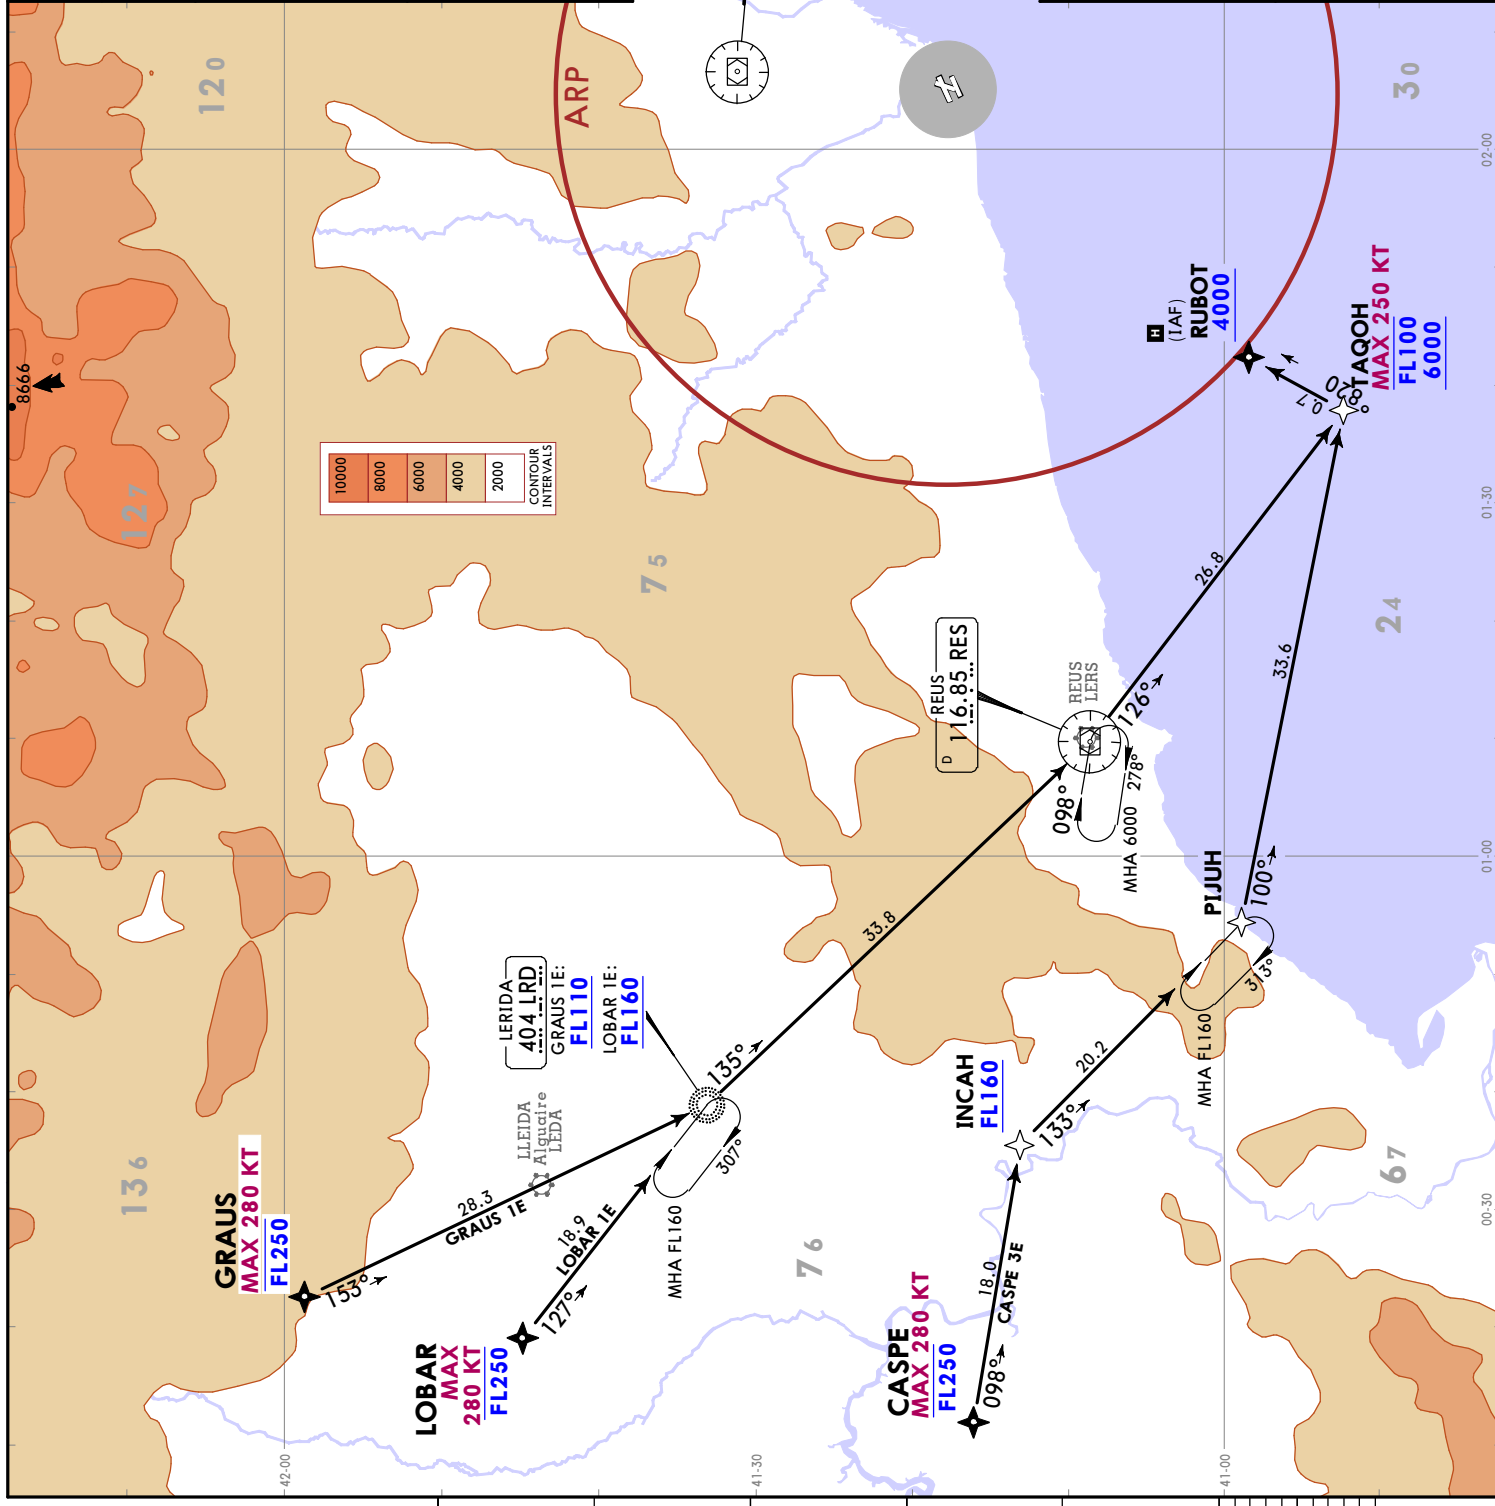 120
ARP
8666
127
10000
8000
6000
4000
2000
CONTOUR
INTERVALS
02-00
30
H
(IAF)
RUBOT
4000
TAQOH
MAX 250 KT
FL100
6000
0.7
028°
01-30
75
24
26.8
33.6
REUS
D 116.85 RES
REUS
LERS
126°
098°
278°
MHA 6000
01-00
PIJUH
100°
313°
MHA FL160
33.8
LERIDA
404 LRD
GRAUS 1E:
FL110
LOBAR 1E:
FL160
135°
307°
MHA FL160
LLEIDA
Alguaire
LEDA
INCAH
FL160
133°
20.2
136
GRAUS
MAX 280 KT
FL250
153°
28.3
GRAUS 1E
18.9
LOBAR 1E
127°
LOBAR
MAX
280 KT
FL250
76
67
00-30
CASPE
MAX 280 KT
FL250
098°
18.0
CASPE 3E
42-00
41-30
41-00